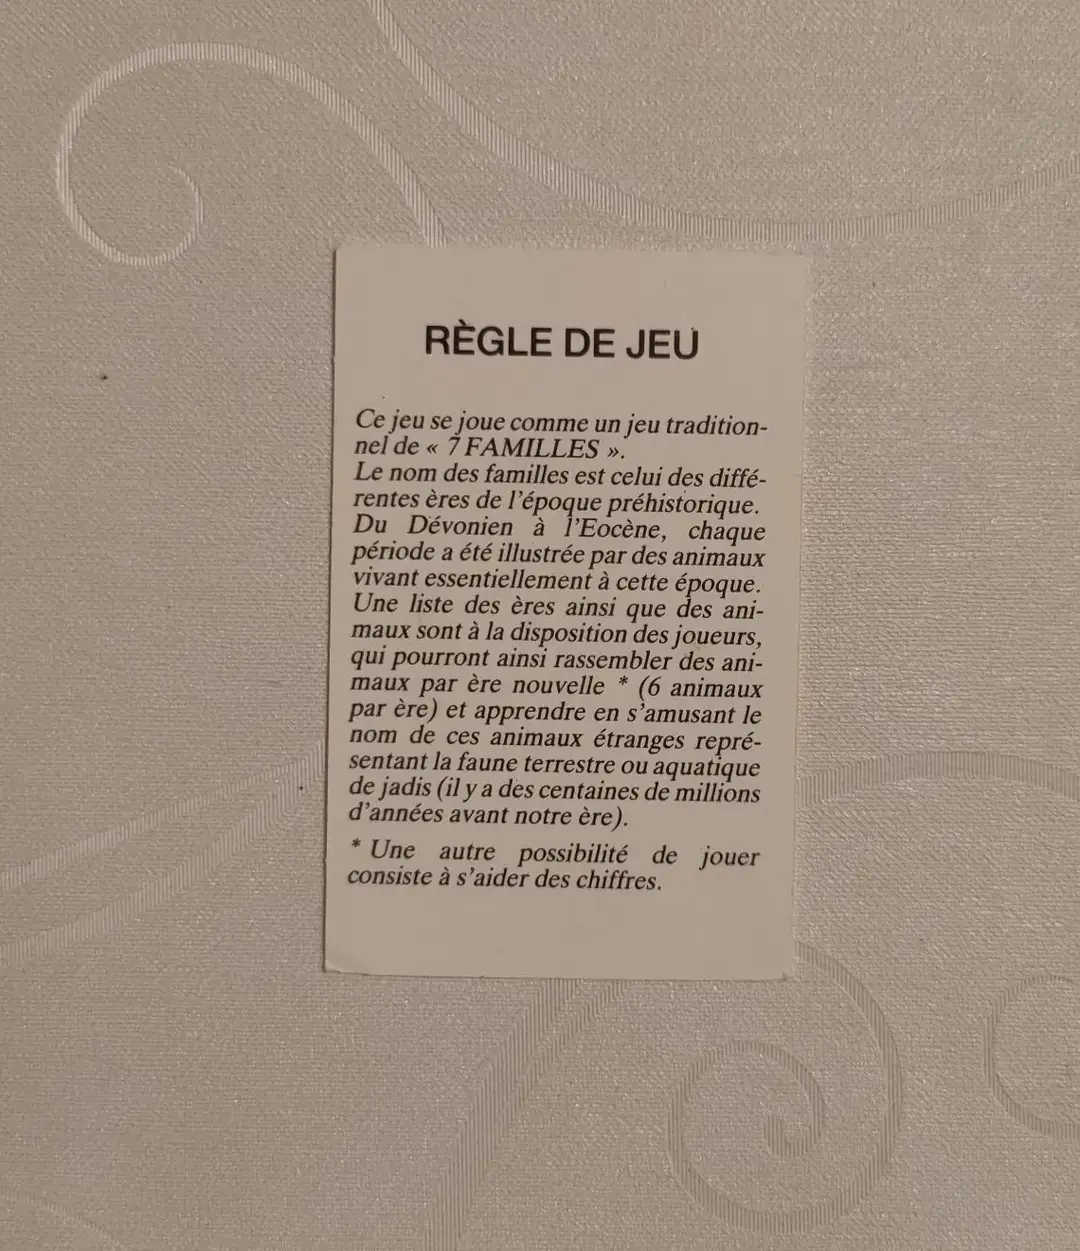 RÈGLE DE JEU
Ce jeu se joue comme un jeu tradition-
nel de « 7 FAMILLES ».
Le nom des familles est celui des diffé-
rentes ères de l'époque préhistorique.
Du Dévonien à l'Eocène, chaque
période a été illustrée par des animaux
vivant essentiellement à cette époque.
Une liste des ères ainsi que des ani-
maux sont à la disposition des joueurs,
qui pourront ainsi rassembler des ani-
maux par ère nouvelle * (6 animaux
par ère) et apprendre en s'amusant le
nom de ces animaux étranges repré-
sentant la faune terrestre ou aquatique
de jadis (il y a des centaines de millions
d'années avant notre ère).
* Une autre possibilité de jouer
consiste à s'aider des chiffres.